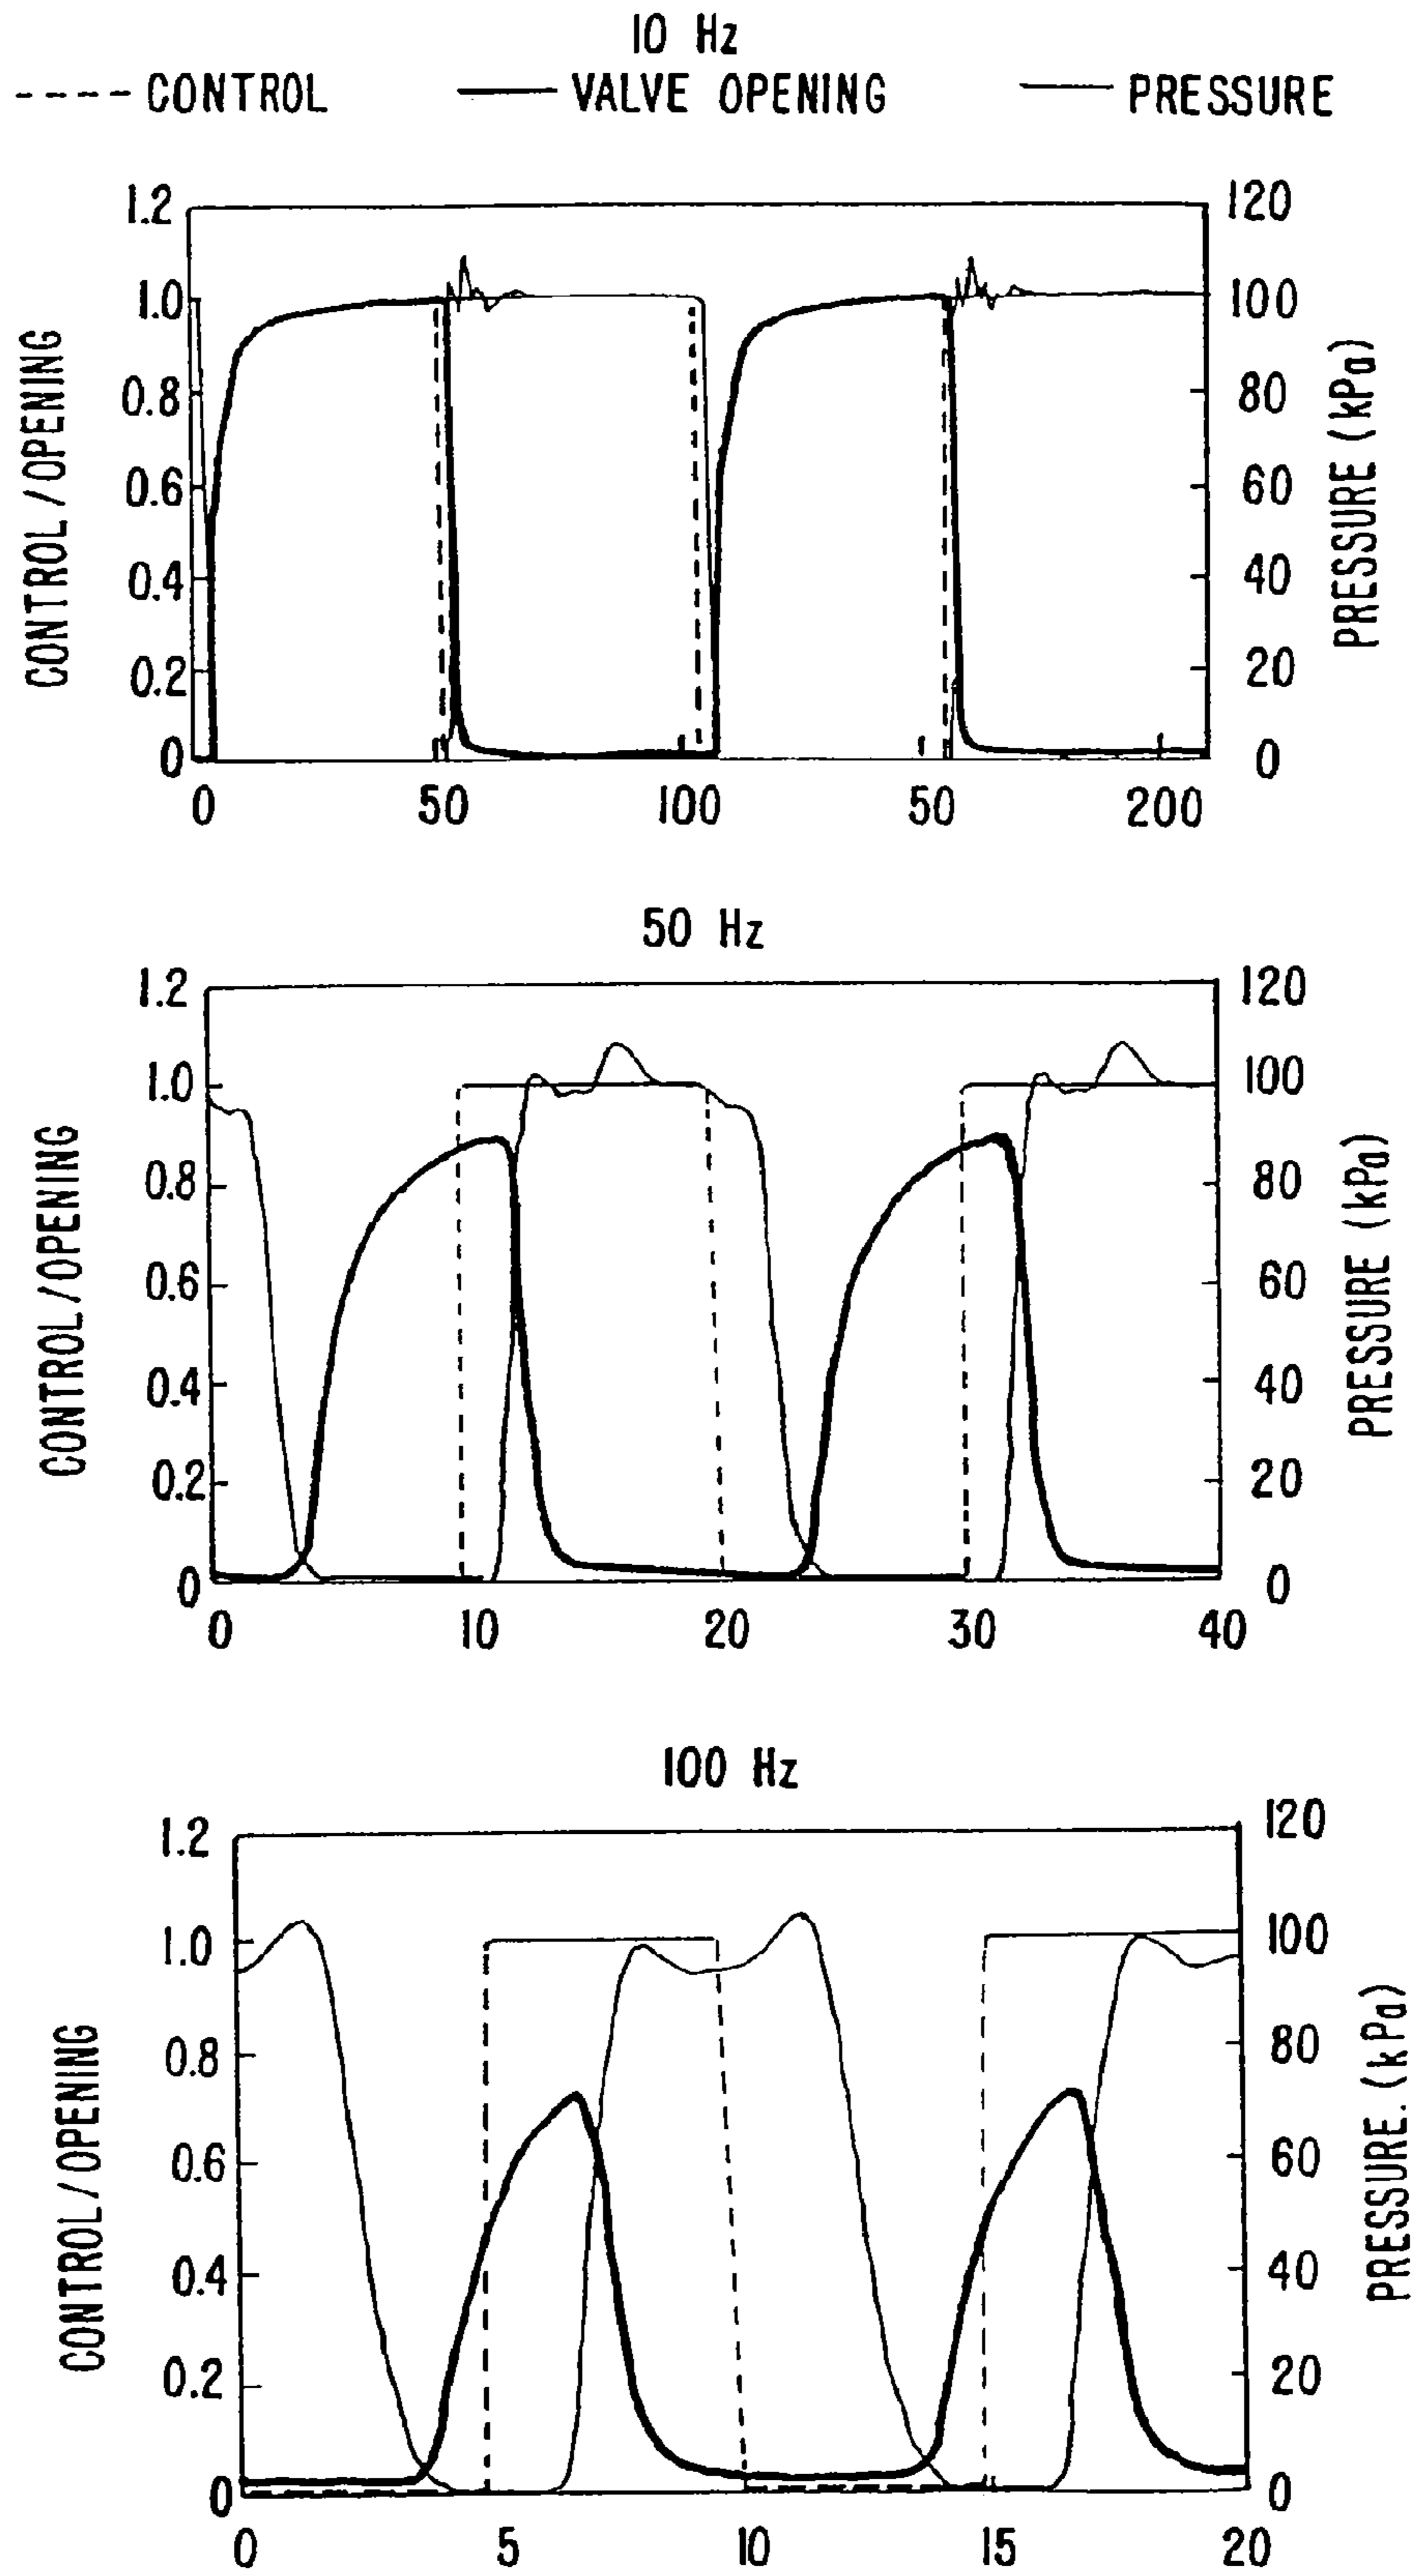 10 Hz
CONTROL VALVE OPENING PRESSURE
1.2 120
1.0 100
0.8 80
0.6 60
0.4 40
0.2 20
0 0
CONTROL/OPENING
PRESSURE (kPa)
0 50 100 50 200
50 Hz
1.2 120
1.0 100
0.8 80
0.6 60
0.4 40
0.2 20
0 0
CONTROL/OPENING
PRESSURE (kPa)
0 10 20 30 40
100 Hz
1.2 120
1.0 100
0.8 80
0.6 60
0.4 40
0.2 20
0 0
CONTROL/OPENING
PRESSURE. (kPa)
0 5 10 15 20